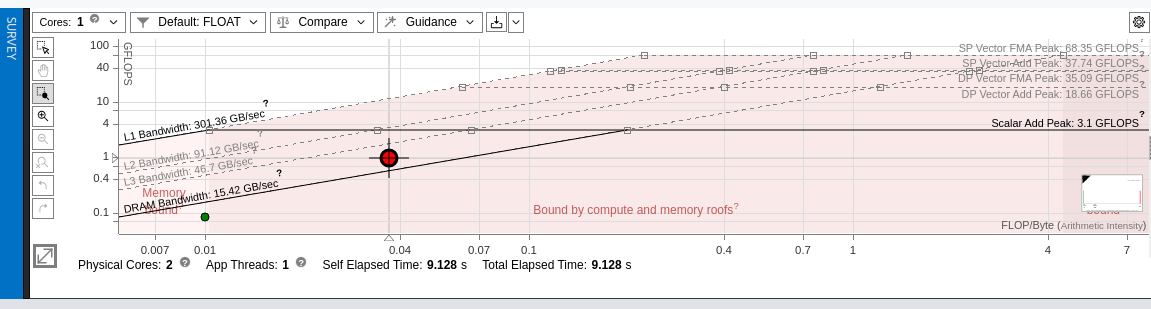 SURVEY
Cores: 1 Default: FLOAT Compare Guidance
GFLOPS
100
40
10
4
1
0.4
0.1
SP Vector FMA Peak: 68.35 GFLOPS ?
SP Vector Add Peak: 37.74 GFLOPS ?
DP Vector FMA Peak: 35.09 GFLOPS ?
DP Vector Add Peak: 18.66 GFLOPS
Scalar Add Peak: 3.1 GFLOPS ?
L1 Bandwidth: 301.36 GB/sec ?
L2 Bandwidth: 91.12 GB/sec ?
L3 Bandwidth: 46.7 GB/sec
DRAM Bandwidth: 15.42 GB/sec ?
Memory
bound
Bound by compute and memory roofs ?
bound
FLOP/Byte (Arithmetic Intensity)
0.007 0.01 0.04 0.07 0.1 0.4 0.7 1 4 7
Physical Cores: 2 App Threads: 1 Self Elapsed Time: 9.128 s Total Elapsed Time: 9.128 s